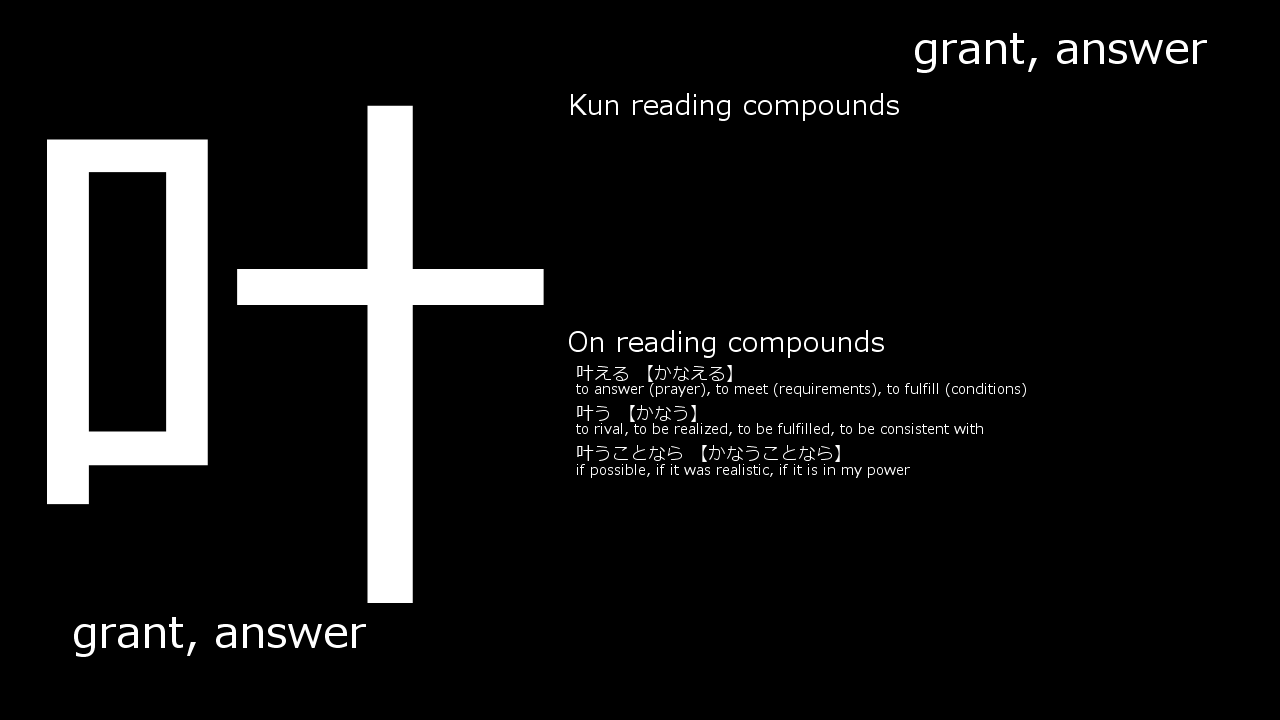 grant, answer
叶
Kun reading compounds
On reading compounds
叶える 【かなえる】
to answer (prayer), to meet (requirements), to fulfill (conditions)
叶う 【かなう】
to rival, to be realized, to be fulfilled, to be consistent with
叶うことなら 【かなうことなら】
if possible, if it was realistic, if it is in my power
grant, answer